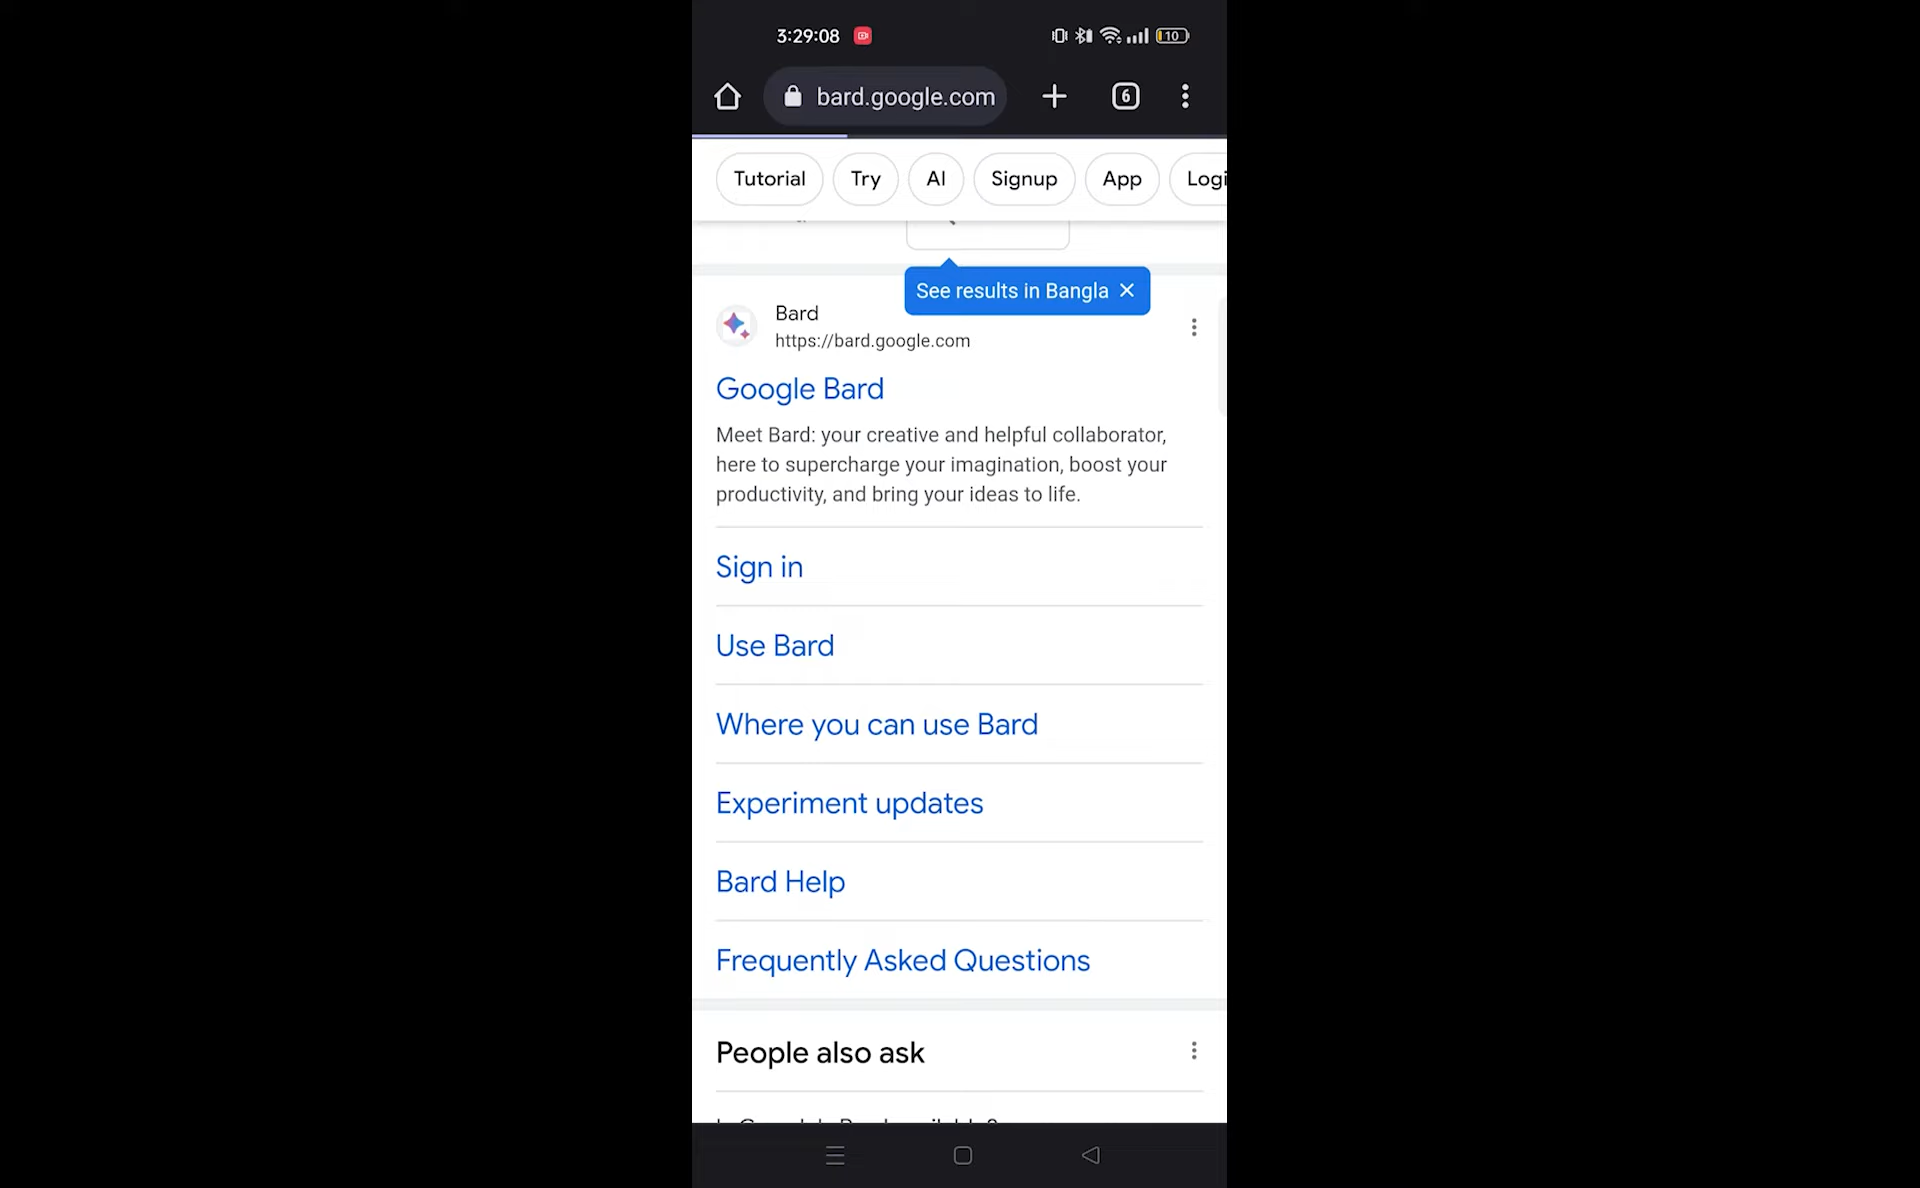 3:29:08
10
bard.google.com
6
Tutorial
Try
AI
Signup
App
See results in Bangla
Bard
https://bard.google.com
Google Bard
Meet Bard: your creative and helpful collaborator,
here to supercharge your imagination, boost your
productivity, and bring your ideas to life.
Sign in
Use Bard
Where you can use Bard
Experiment updates
Bard Help
Frequently Asked Questions
People also ask